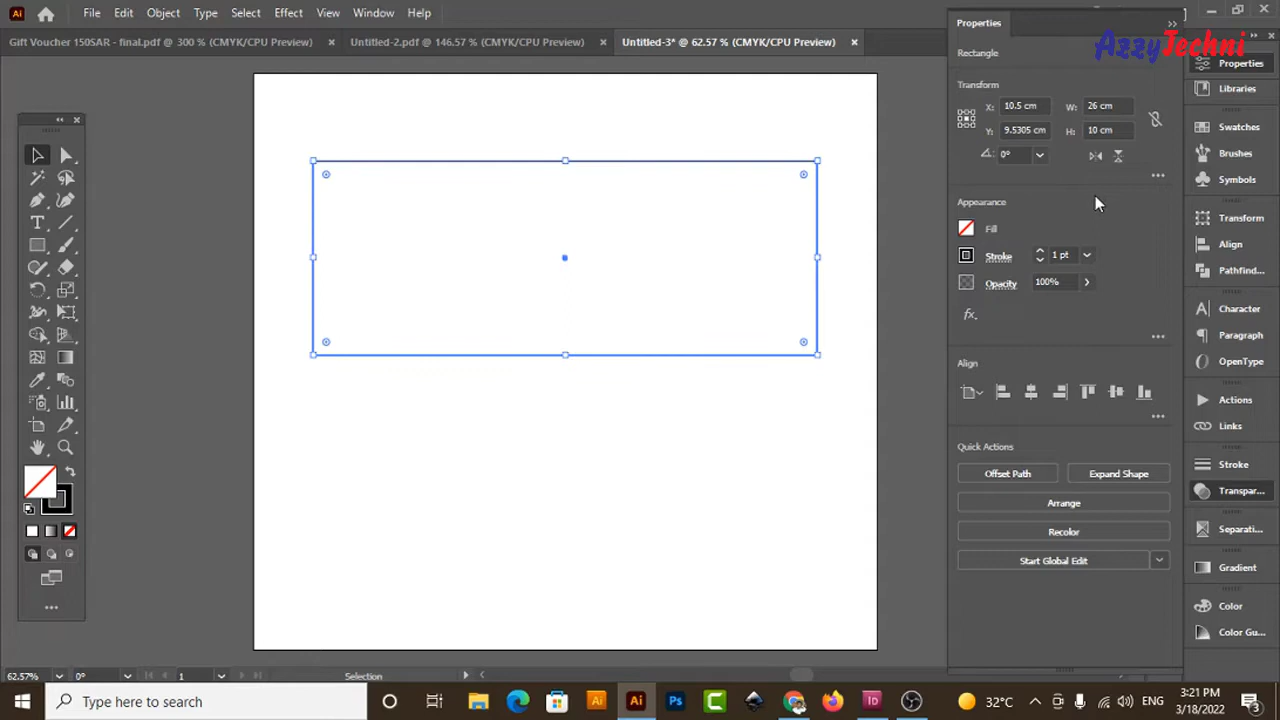 Ai
File Edit Object Type Select Effect View Window Help
AzzyTechni
Gift Voucher 150SAR - final.pdf @ 300 % (CMYK/CPU Preview) ×
Untitled-2.pdf @ 146.57 % (CMYK/CPU Preview) ×
Untitled-3* @ 62.57 % (CMYK/CPU Preview) ×
Properties
Rectangle
Transform
X: 10.5 cm W: 26 cm
Y: 9.5305 cm H: 10 cm
0°
Appearance
Fill
Stroke 1 pt
Opacity 100%
fx.
Align
Quick Actions
Offset Path Expand Shape
Arrange
Recolor
Start Global Edit
Properties
Libraries
Swatches
Brushes
Symbols
Transform
Align
Pathfind...
Character
Paragraph
OpenType
Actions
Links
Stroke
Transpar...
Separati...
Gradient
Color
Color Gu...
62.57% 0° 1 Selection
Type here to search
Ai Ai Ps C Id
32°C ENG
3:21 PM
3/18/2022
3